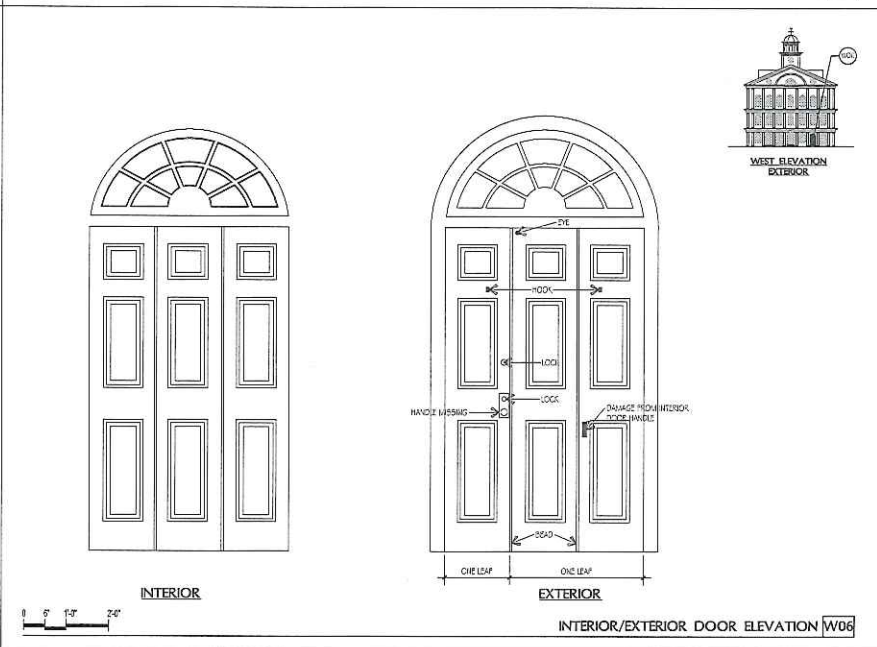 WEST ELEVATION
EXTERIOR
EYE
HOOK
LOCK
LOCK
HANDLE MISSING
DAMAGE FROM INTERIOR
DOOR HANDLE
BEAD
ONE LEAF
ONE LEAF
INTERIOR
EXTERIOR
0 6" 1'-0" 2'-0"
INTERIOR/EXTERIOR DOOR ELEVATION W06